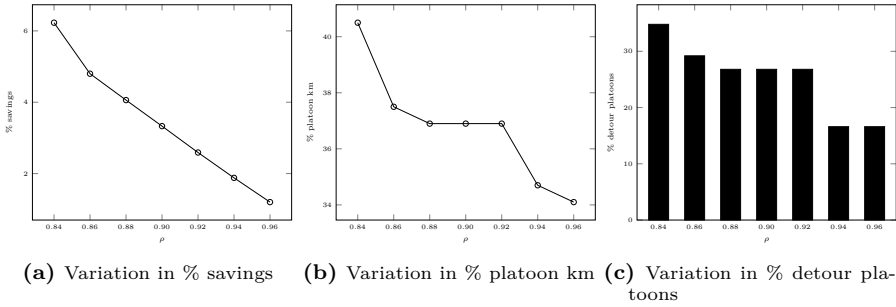 % savings
6
4
2
0.84 0.86 0.88 0.90 0.92 0.94 0.96
ρ
(a) Variation in % savings
% platoon km
40
38
36
34
0.84 0.86 0.88 0.90 0.92 0.94 0.96
ρ
(b) Variation in % platoon km
% detour platoons
30
20
10
0
0.84 0.86 0.88 0.90 0.92 0.94 0.96
ρ
(c) Variation in % detour pla-
toons